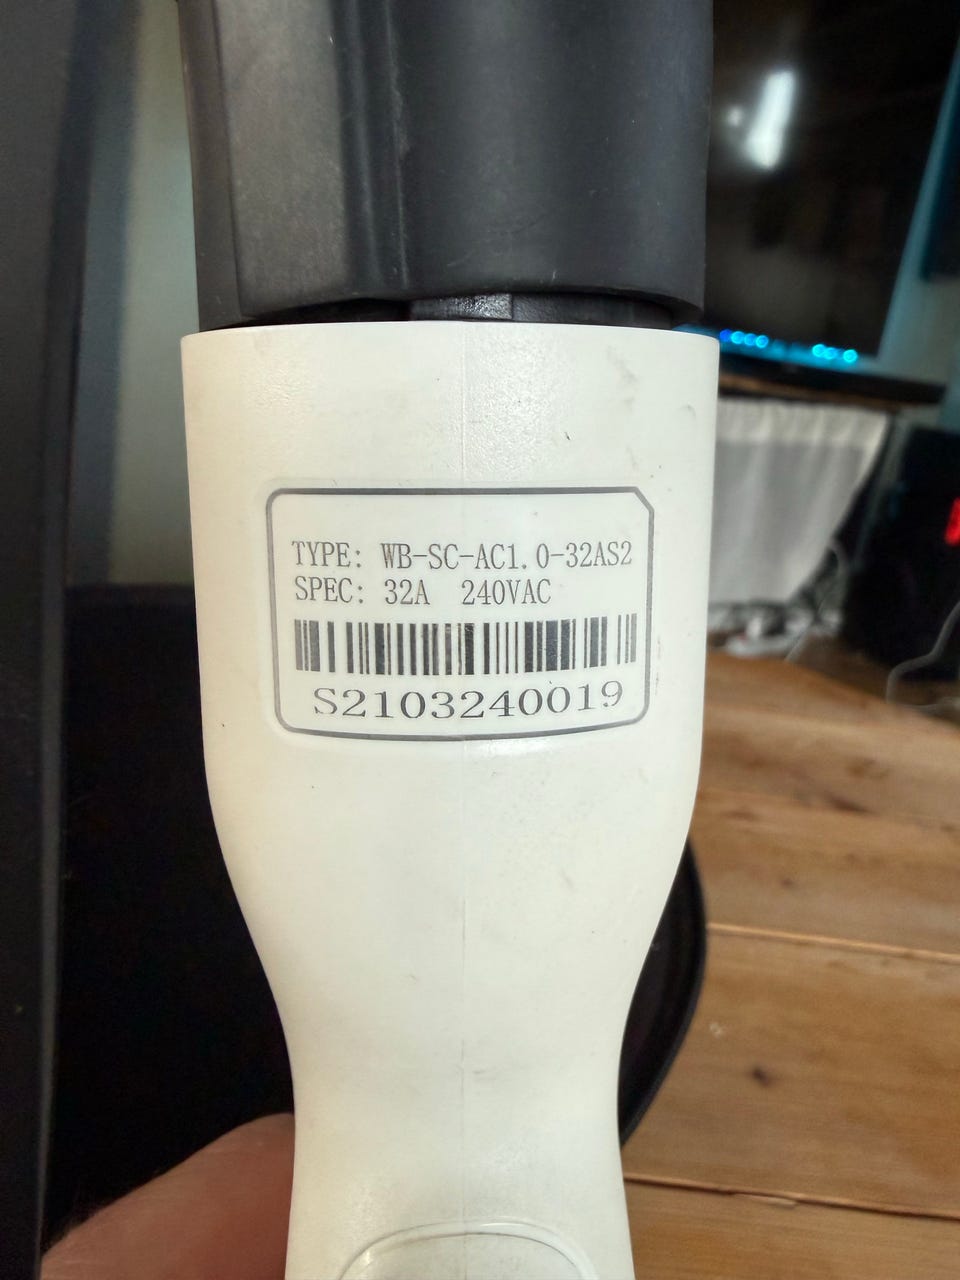 TYPE: WB-SC-AC1.0-32AS2
SPEC: 32A 240VAC
S2103240019